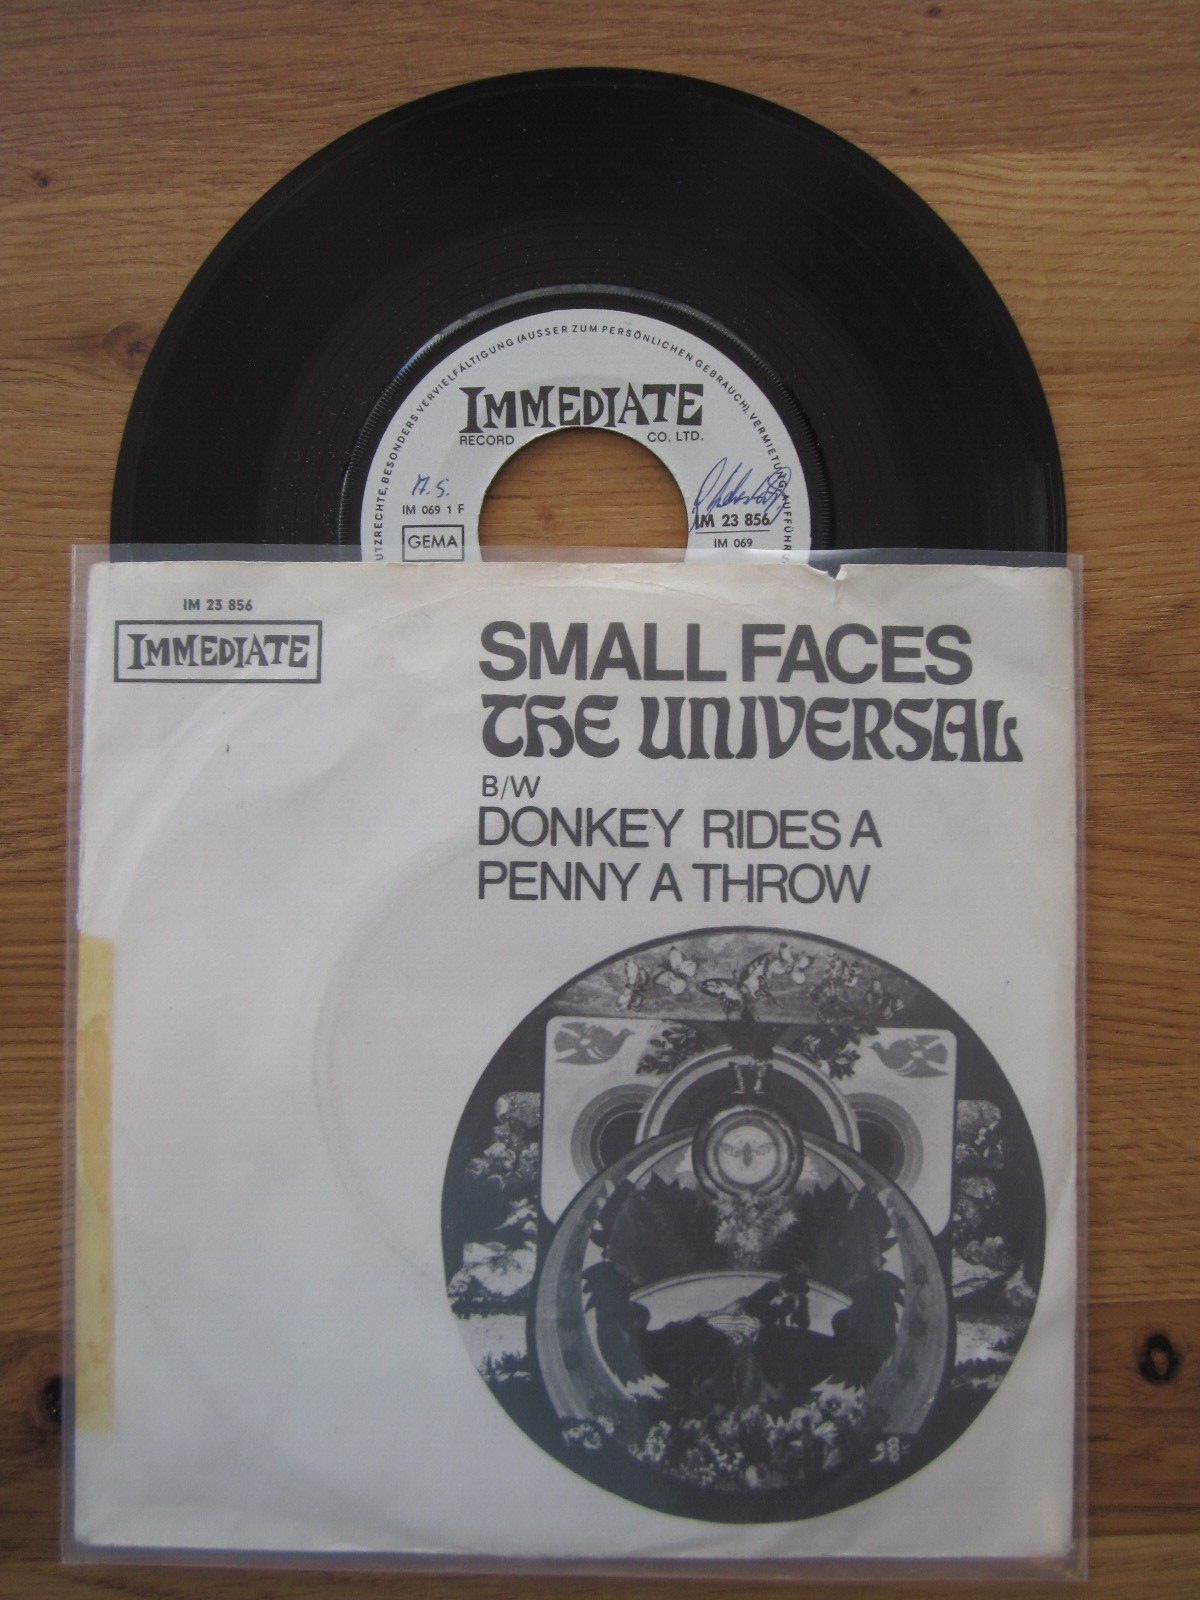 UTZRECHTE, BESONDERS VERVIELFÄLTIGUNG (AUSSER ZUM PERSÖNLICHEN GEBRAUCH), VERMIETUNG, AUFFÜHR
IMMEDIATE
RECORD CO. LTD.
M.S.
IM 069 1 F
IM 23 856
GEMA
IM 069
IM 23 856
IMMEDIATE
SMALL FACES
THE UNIVERSAL
B/W
DONKEY RIDES A
PENNY A THROW